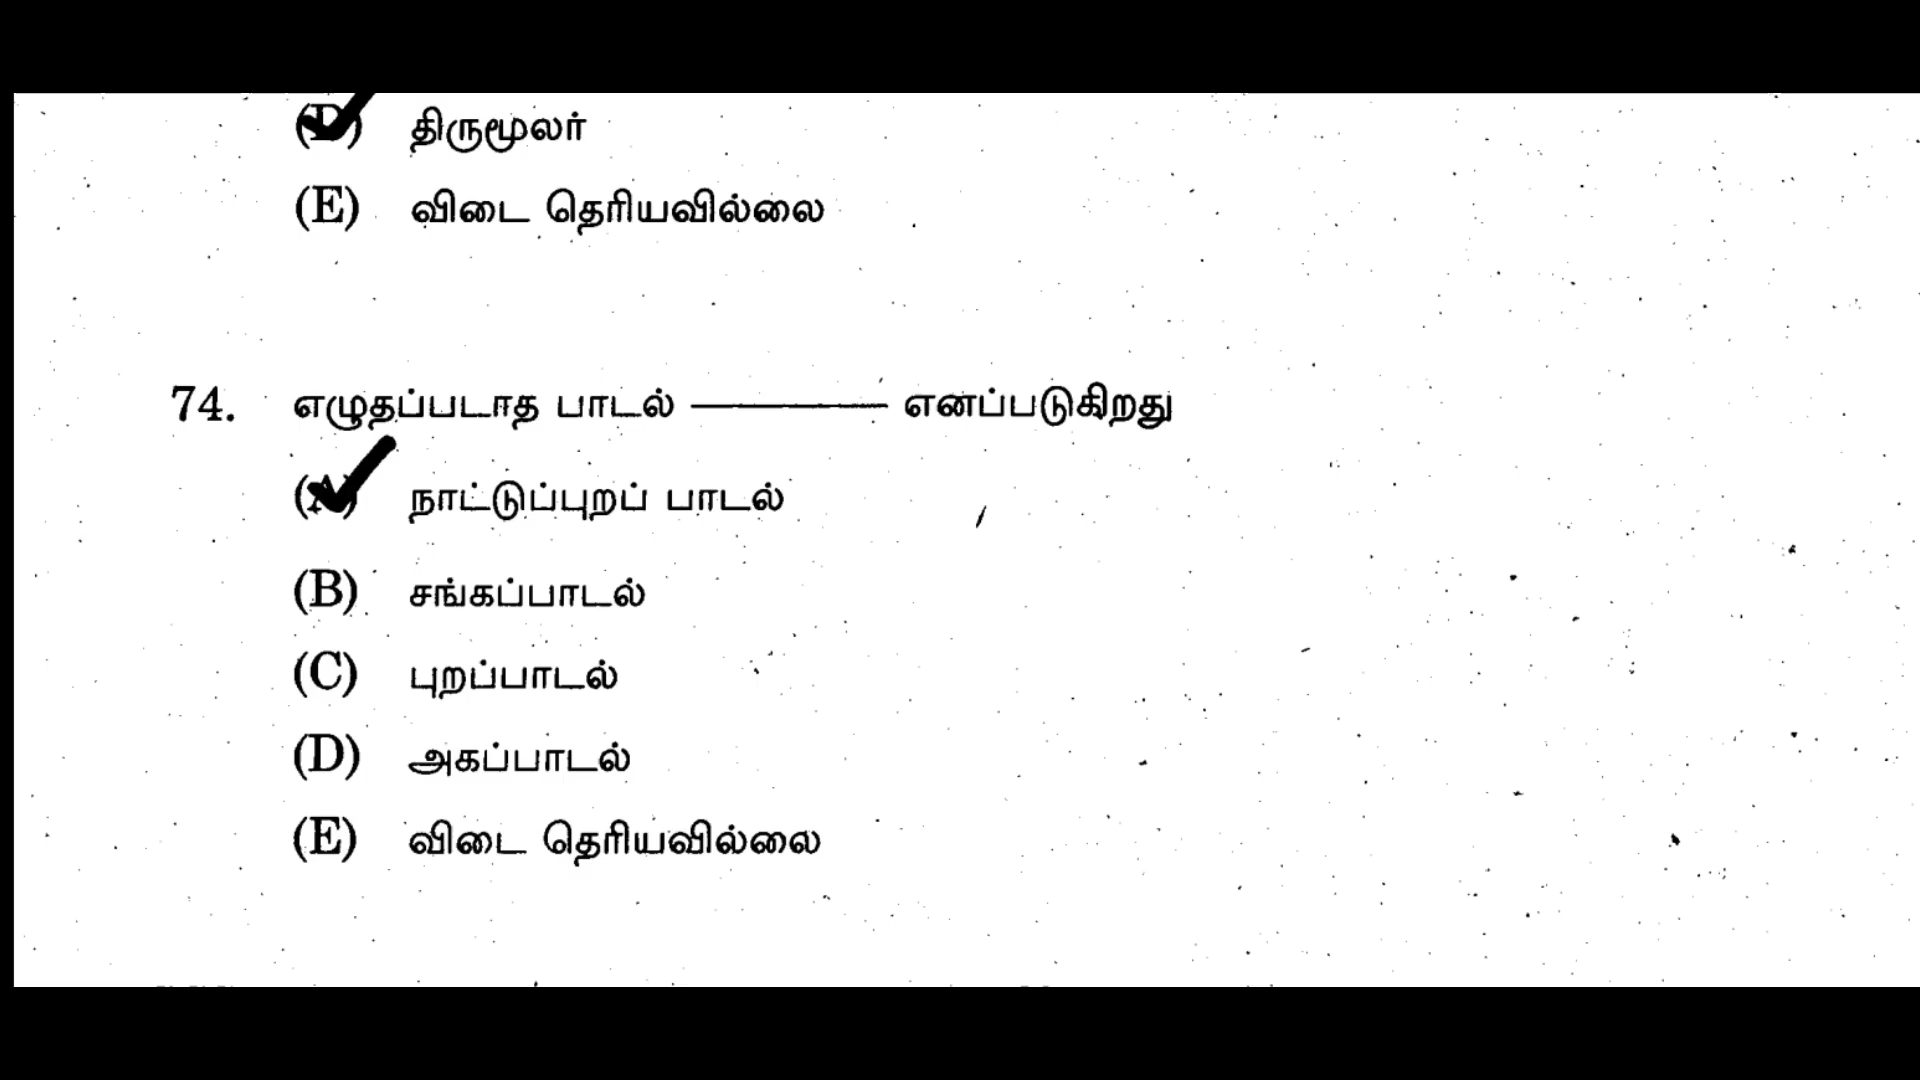 (D) திருமூலர்
(E) விடை தெரியவில்லை
74. எழுதப்படாத பாடல் ———— எனப்படுகிறது
(A) நாட்டுப்புறப் பாடல்
(B) சங்கப்பாடல்
(C) புறப்பாடல்
(D) அகப்பாடல்
(E) விடை தெரியவில்லை